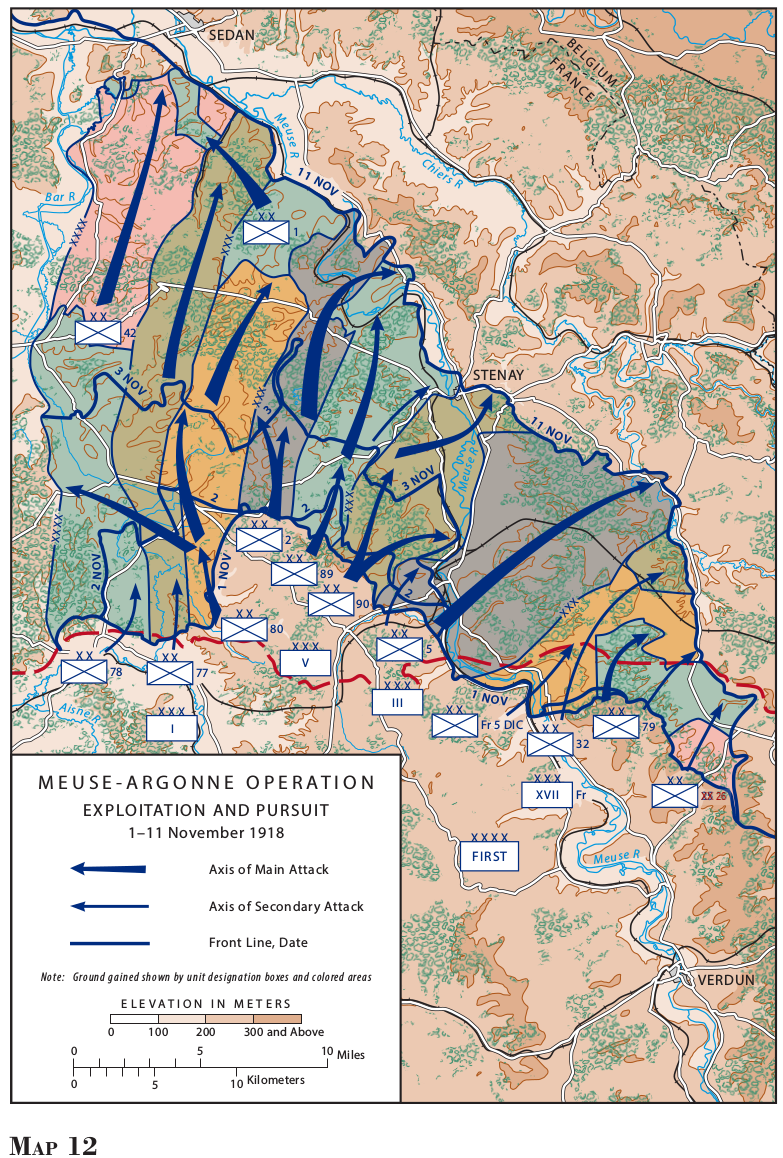 SEDAN
BELGIUM
FRANCE
Meuse R
Chiers R
11 NOV
Bar R
XXXXX
XXX
XX
1
XX
42
3 NOV
STENAY
XXX
3
11 NOV
Meuse R
3 NOV
2
2
XXX
XXXX
2 NOV
1 NOV
XX
2
XX
89
XX
90
2
XXX
XX
80
XX
5
XXX
V
XX
78
XX
77
XXX
III
1 NOV
Aisne R
XXX
I
XX
Fr 5 DIC
XX
32
XX
79
XXX
XVII
Fr
XX
XXXX
FIRST
Meuse R
VERDUN
MEUSE-ARGONNE OPERATION
EXPLOITATION AND PURSUIT
1–11 November 1918
Axis of Main Attack
Axis of Secondary Attack
Front Line, Date
Note: Ground gained shown by unit designation boxes and colored areas
ELEVATION IN METERS
0 100 200 300 and Above
0 5 10 Miles
0 5 10 Kilometers
MAP 12